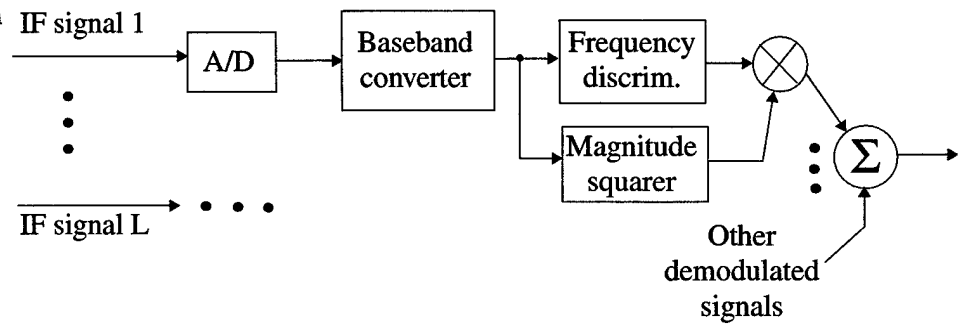 IF signal 1
A/D
Baseband
converter
Frequency
discrim.
Magnitude
squarer
Σ
IF signal L
Other
demodulated
signals